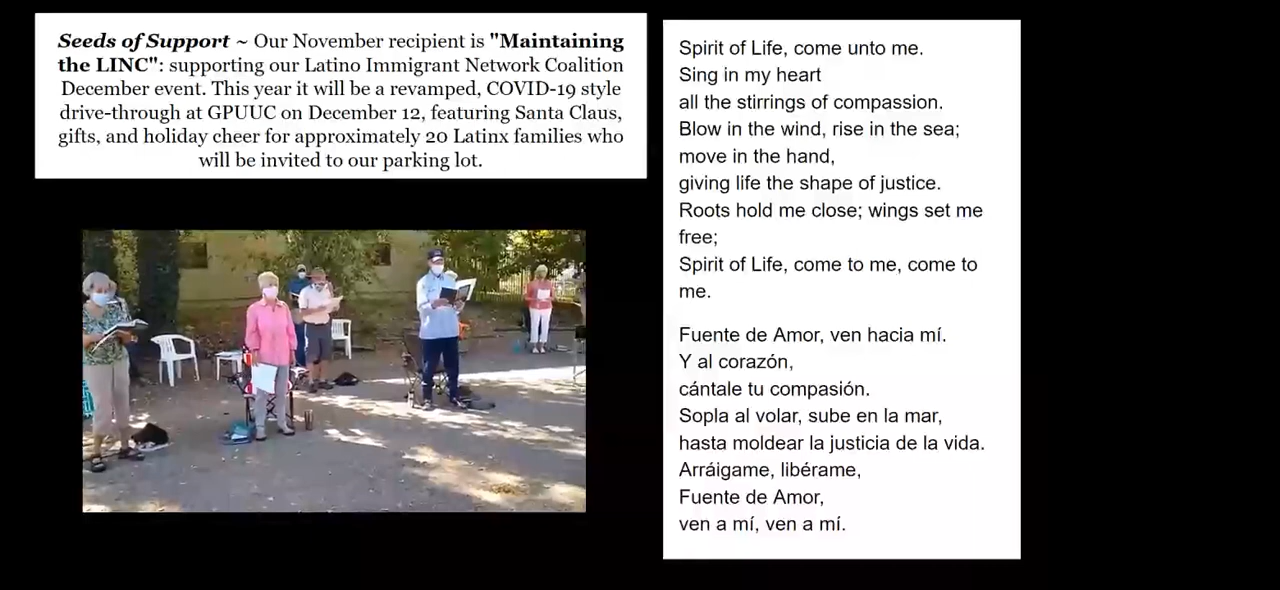 Seeds of Support ~ Our November recipient is "Maintaining
the LINC": supporting our Latino Immigrant Network Coalition
December event. This year it will be a revamped, COVID-19 style
drive-through at GPUUC on December 12, featuring Santa Claus,
gifts, and holiday cheer for approximately 20 Latinx families who
will be invited to our parking lot.
Spirit of Life, come unto me.
Sing in my heart
all the stirrings of compassion.
Blow in the wind, rise in the sea;
move in the hand,
giving life the shape of justice.
Roots hold me close; wings set me
free;
Spirit of Life, come to me, come to
me.
Fuente de Amor, ven hacia mí.
Y al corazón,
cántale tu compasión.
Sopla al volar, sube en la mar,
hasta moldear la justicia de la vida.
Arráigame, libérame,
Fuente de Amor,
ven a mí, ven a mí.